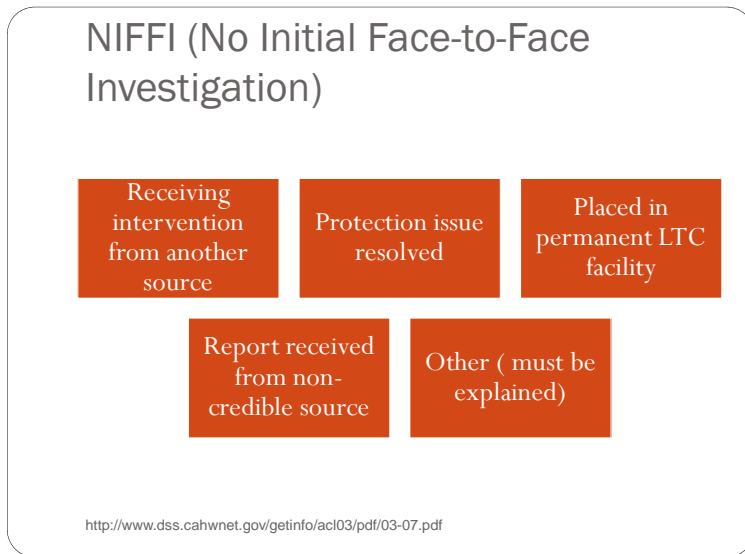 NIFFI (No Initial Face-to-Face
Investigation)
Receiving
intervention
from another
source
Protection issue
resolved
Placed in
permanent LTC
facility
Report received
from non-
credible source
Other ( must be
explained)
http://www.dss.cahwnet.gov/getinfo/acl03/pdf/03-07.pdf